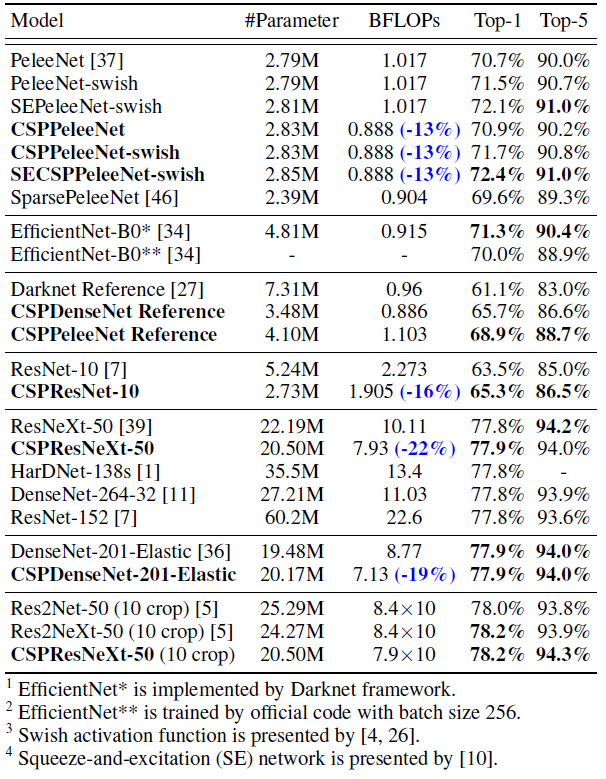 Model #Parameter BFLOPs Top-1 Top-5
PeleeNet [37] 2.79M 1.017 70.7% 90.0%
PeleeNet-swish 2.79M 1.017 71.5% 90.7%
SEPeleeNet-swish 2.81M 1.017 72.1% 91.0%
CSPPeleeNet 2.83M 0.888 (-13%) 70.9% 90.2%
CSPPeleeNet-swish 2.83M 0.888 (-13%) 71.7% 90.8%
SECSPPeleeNet-swish 2.85M 0.888 (-13%) 72.4% 91.0%
SparsePeleeNet [46] 2.39M 0.904 69.6% 89.3%
EfficientNet-B0* [34] 4.81M 0.915 71.3% 90.4%
EfficientNet-B0** [34] - - 70.0% 88.9%
Darknet Reference [27] 7.31M 0.96 61.1% 83.0%
CSPDenseNet Reference 3.48M 0.886 65.7% 86.6%
CSPPeleeNet Reference 4.10M 1.103 68.9% 88.7%
ResNet-10 [7] 5.24M 2.273 63.5% 85.0%
CSPResNet-10 2.73M 1.905 (-16%) 65.3% 86.5%
ResNeXt-50 [39] 22.19M 10.11 77.8% 94.2%
CSPResNeXt-50 20.50M 7.93 (-22%) 77.9% 94.0%
HarDNet-138s [1] 35.5M 13.4 77.8% -
DenseNet-264-32 [11] 27.21M 11.03 77.8% 93.9%
ResNet-152 [7] 60.2M 22.6 77.8% 93.6%
DenseNet-201-Elastic [36] 19.48M 8.77 77.9% 94.0%
CSPDenseNet-201-Elastic 20.17M 7.13 (-19%) 77.9% 94.0%
Res2Net-50 (10 crop) [5] 25.29M 8.4×10 78.0% 93.8%
Res2NeXt-50 (10 crop) [5] 24.27M 8.4×10 78.2% 93.9%
CSPResNeXt-50 (10 crop) 20.50M 7.9×10 78.2% 94.3%
1 EfficientNet* is implemented by Darknet framework.
2 EfficientNet** is trained by official code with batch size 256.
3 Swish activation function is presented by [4, 26].
4 Squeeze-and-excitation (SE) network is presented by [10].